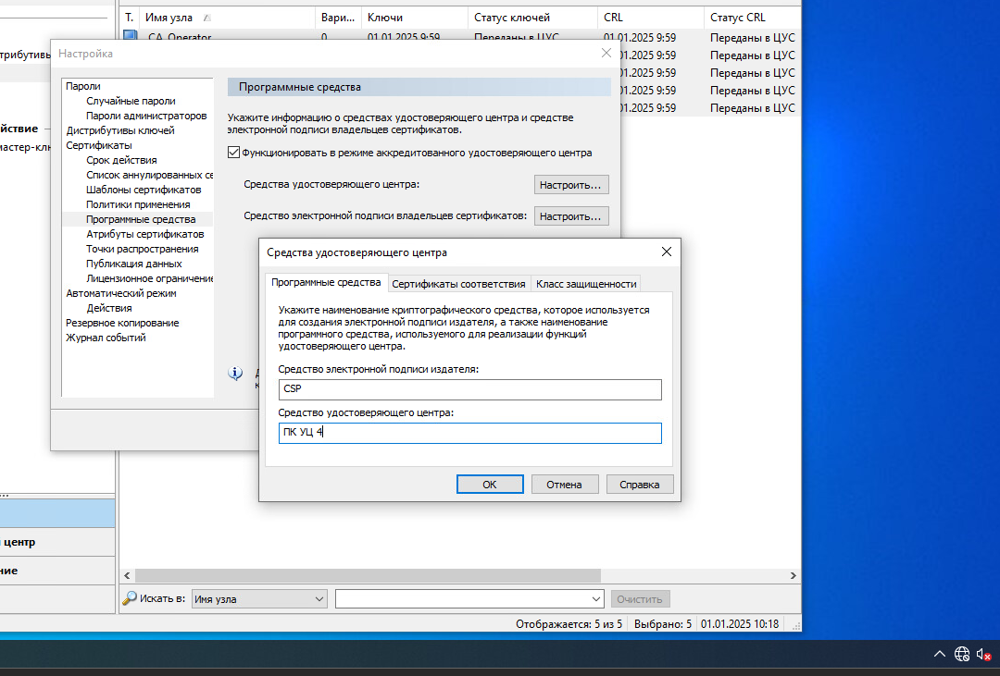 Т. Имя узла Вари... Ключи Статус ключей CRL Статус CRL
CA_Operator 0 01.01.2025 9:59 Переданы в ЦУС 01.01.2025 9:59 Переданы в ЦУС
01.2025 9:59 Переданы в ЦУС
01.2025 9:59 Переданы в ЦУС
01.2025 9:59 Переданы в ЦУС
01.2025 9:59 Переданы в ЦУС
трибутивы
йствие
мастер-клю
центр
ние
Настройка
Пароли
Случайные пароли
Пароли администраторов
Дистрибутивы ключей
Сертификаты
Срок действия
Список аннулированных се
Шаблоны сертификатов
Политики применения
Программные средства
Атрибуты сертификатов
Точки распространения
Публикация данных
Лицензионное ограничение
Автоматический режим
Действия
Резервное копирование
Журнал событий
Программные средства
Укажите информацию о средствах удостоверяющего центра и средстве
электронной подписи владельцев сертификатов.
Функционировать в режиме аккредитованного удостоверяющего центра
Средства удостоверяющего центра: Настроить...
Средство электронной подписи владельцев сертификатов: Настроить...
Средства удостоверяющего центра
Программные средства Сертификаты соответствия Класс защищенности
Укажите наименование криптографического средства, которое используется
для создания электронной подписи издателя, а также наименование
программного средства, используемого для реализации функций
удостоверяющего центра.
Средство электронной подписи издателя:
CSP
Средство удостоверяющего центра:
ПК УЦ 4
ОК Отмена Справка
Искать в: Имя узла Очистить
Отображается: 5 из 5 Выбрано: 5 01.01.2025 10:18